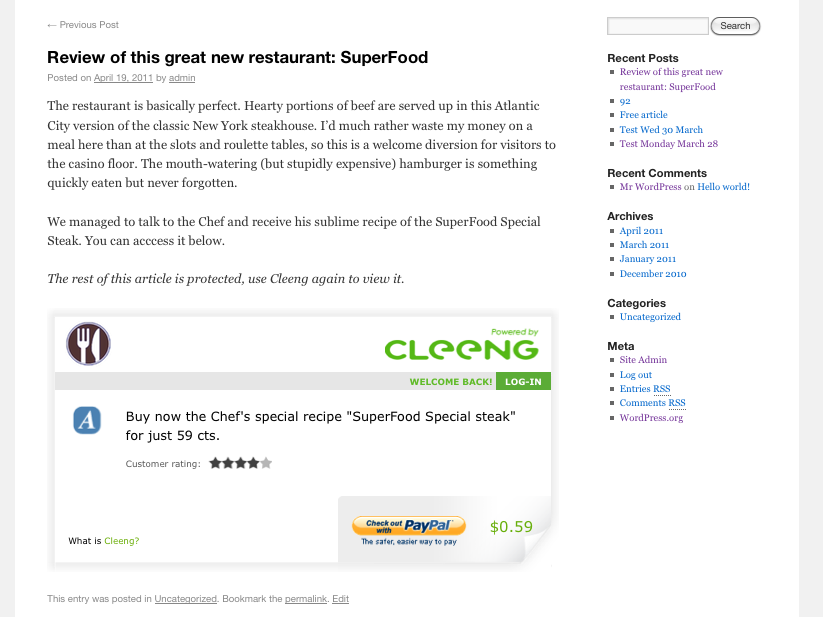 ← Previous Post
Review of this great new restaurant: SuperFood
Posted on April 19, 2011 by admin
The restaurant is basically perfect. Hearty portions of beef are served up in this Atlantic
City version of the classic New York steakhouse. I'd much rather waste my money on a
meal here than at the slots and roulette tables, so this is a welcome diversion for visitors to
the casino floor. The mouth-watering (but stupidly expensive) hamburger is something
quickly eaten but never forgotten.
We managed to talk to the Chef and receive his sublime recipe of the SuperFood Special
Steak. You can acccess it below.
The rest of this article is protected, use Cleeng again to view it.
Powered by
CLEENG
WELCOME BACK! LOG-IN
A
Buy now the Chef's special recipe "SuperFood Special steak"
for just 59 cts.
Customer rating:
Check out
with PayPal
The safer, easier way to pay
$0.59
What is Cleeng?
This entry was posted in Uncategorized. Bookmark the permalink. Edit
Search
Recent Posts
Review of this great new
restaurant: SuperFood
92
Free article
Test Wed 30 March
Test Monday March 28
Recent Comments
Mr WordPress on Hello world!
Archives
April 2011
March 2011
January 2011
December 2010
Categories
Uncategorized
Meta
Site Admin
Log out
Entries RSS
Comments RSS
WordPress.org